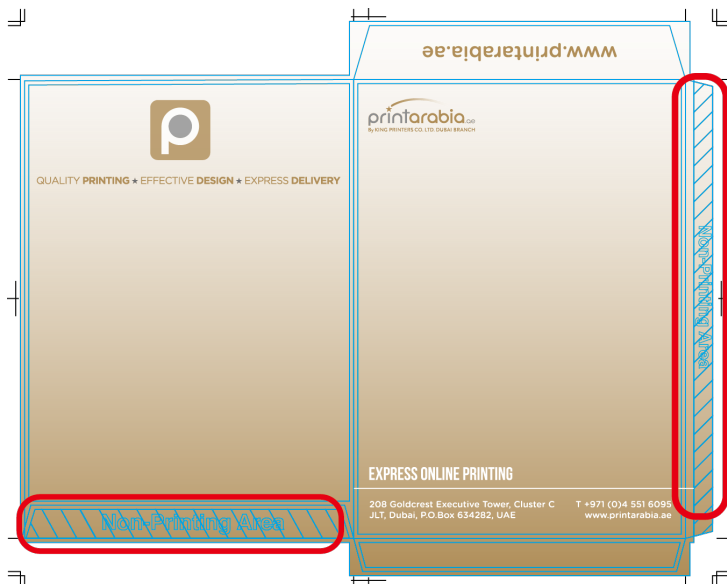 www.printarabia.ae
P
QUALITY PRINTING ★ EFFECTIVE DESIGN ★ EXPRESS DELIVERY
printarabia.ae
By KING PRINTERS CO. LTD. DUBAI BRANCH
Non-Printing Area
EXPRESS ONLINE PRINTING
208 Goldcrest Executive Tower, Cluster C
JLT, Dubai, P.O.Box 634282, UAE
T +971 (0)4 551 6095
www.printarabia.ae
Non-Printing Area